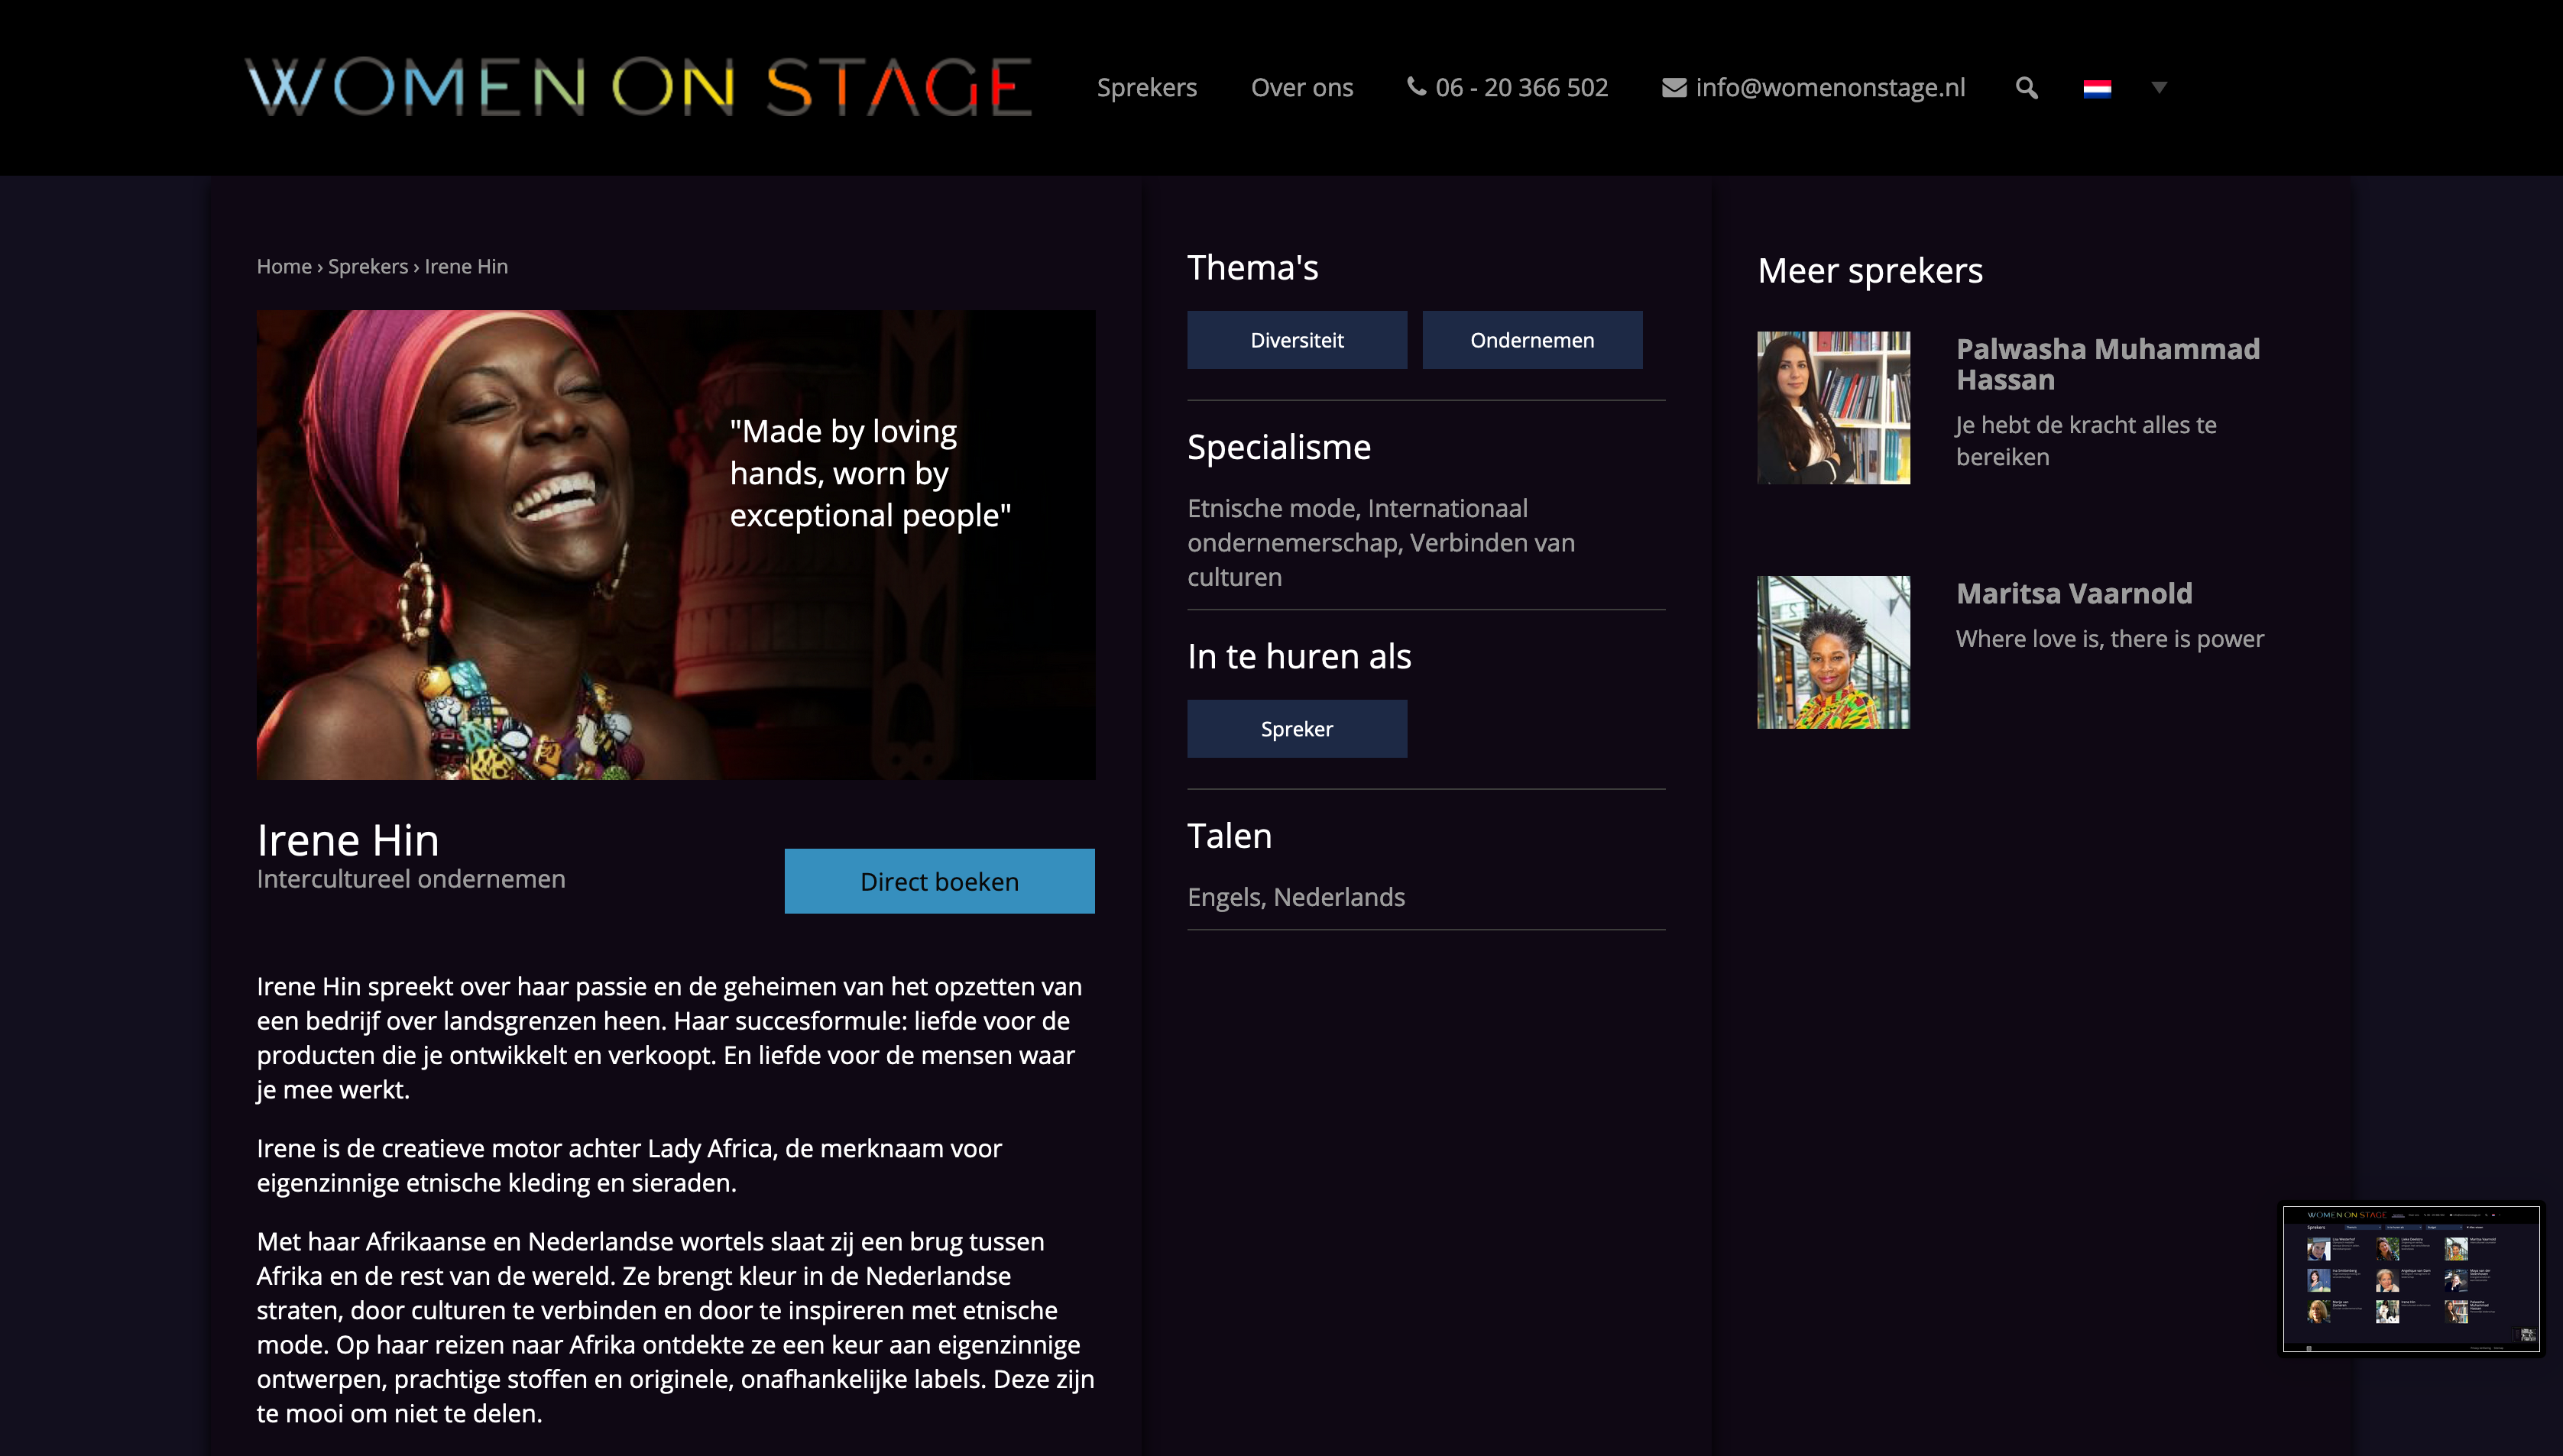 WOMEN ON STAGE
Sprekers
Over ons
06 - 20 366 502
info@womenonstage.nl
Home › Sprekers › Irene Hin
"Made by loving
hands, worn by
exceptional people"
Irene Hin
Intercultureel ondernemen
Direct boeken
Irene Hin spreekt over haar passie en de geheimen van het opzetten van
een bedrijf over landsgrenzen heen. Haar succesformule: liefde voor de
producten die je ontwikkelt en verkoopt. En liefde voor de mensen waar
je mee werkt.
Irene is de creatieve motor achter Lady Africa, de merknaam voor
eigenzinnige etnische kleding en sieraden.
Met haar Afrikaanse en Nederlandse wortels slaat zij een brug tussen
Afrika en de rest van de wereld. Ze brengt kleur in de Nederlandse
straten, door culturen te verbinden en door te inspireren met etnische
mode. Op haar reizen naar Afrika ontdekte ze een keur aan eigenzinnige
ontwerpen, prachtige stoffen en originele, onafhankelijke labels. Deze zijn
te mooi om niet te delen.
Thema's
Diversiteit
Ondernemen
Specialisme
Etnische mode, Internationaal
ondernemerschap, Verbinden van
culturen
In te huren als
Spreker
Talen
Engels, Nederlands
Meer sprekers
Palwasha Muhammad
Hassan
Je hebt de kracht alles te
bereiken
Maritsa Vaarnold
Where love is, there is power
WOMEN ON STAGE
Sprekers